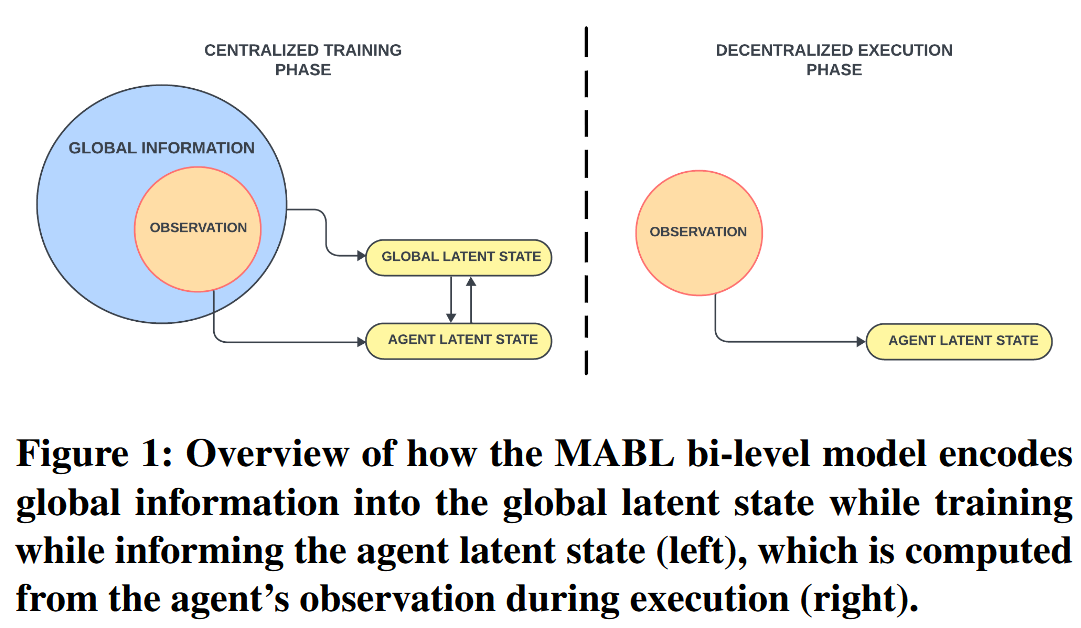 CENTRALIZED TRAINING
PHASE
GLOBAL INFORMATION
OBSERVATION
GLOBAL LATENT STATE
AGENT LATENT STATE
DECENTRALIZED EXECUTION
PHASE
OBSERVATION
AGENT LATENT STATE
Figure 1: Overview of how the MABL bi-level model encodes
global information into the global latent state while training
while informing the agent latent state (left), which is computed
from the agent’s observation during execution (right).